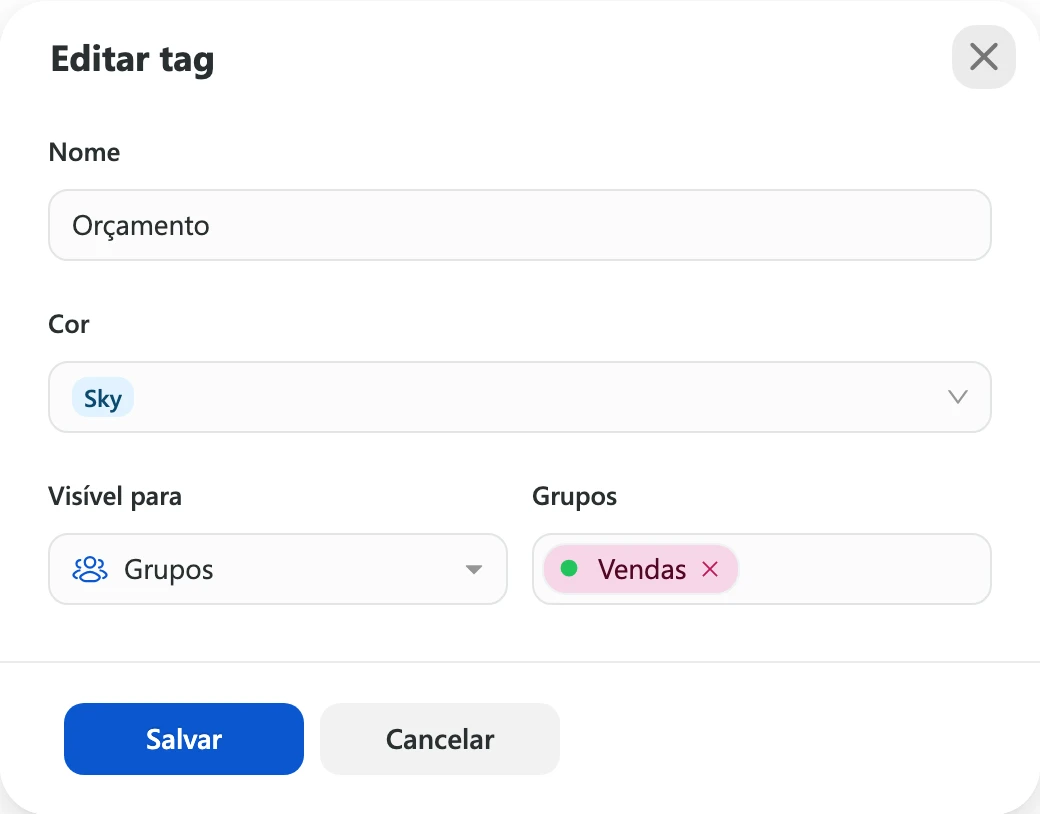 Editar tag
Nome
Orçamento
Cor
Sky
Visível para
Grupos
Grupos
Vendas
Salvar
Cancelar